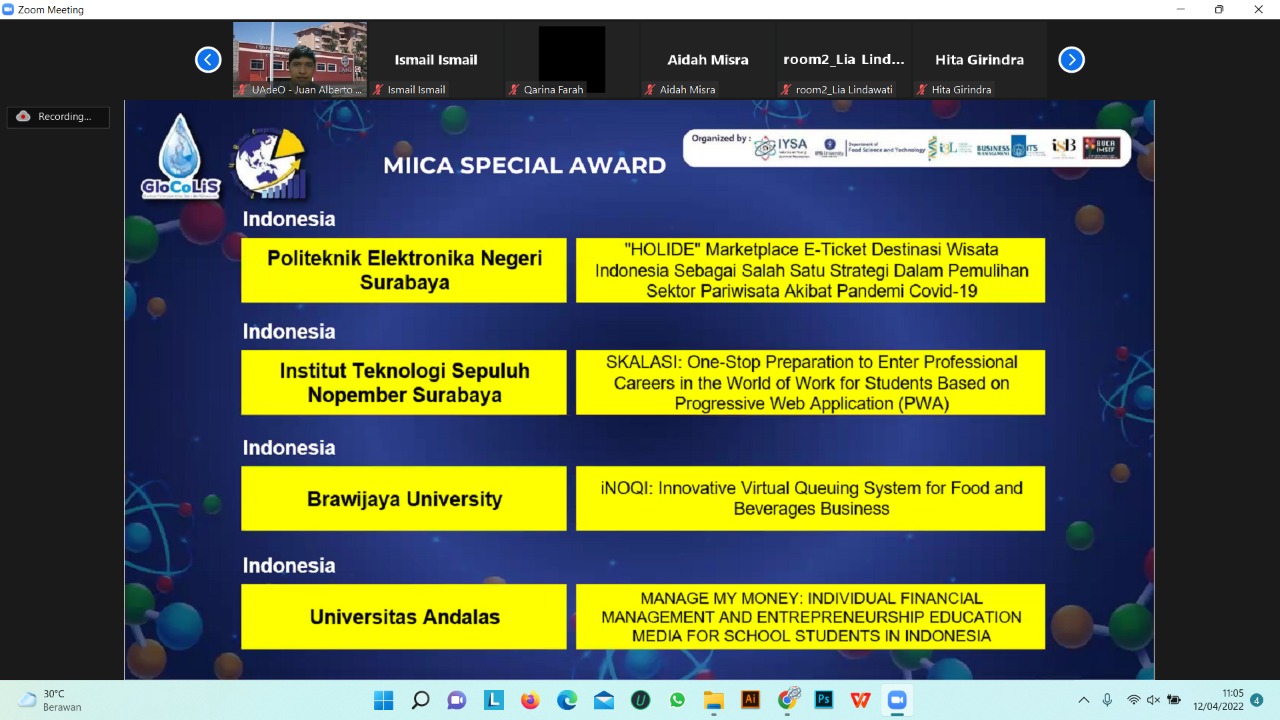 Zoom Meeting
Ismail Ismail
Aidah Misra
room2_Lia Lind...
Hita Girindra
UAdeO - Juan Alberto ...
Ismail Ismail
Qarina Farah
Aidah Misra
room2_Lia Lindawati
Hita Girindra
Recording...
GloCoLiS
MIICA SPECIAL AWARD
Organized by :
IYSA
Department of
Food Science and Technology
BUSINESS
MANAGEMENT
ITS
isB
BUCA
IMSEF
Indonesia
Politeknik Elektronika Negeri
Surabaya
"HOLIDE" Marketplace E-Ticket Destinasi Wisata
Indonesia Sebagai Salah Satu Strategi Dalam Pemulihan
Sektor Pariwisata Akibat Pandemi Covid-19
Indonesia
Institut Teknologi Sepuluh
Nopember Surabaya
SKALASI: One-Stop Preparation to Enter Professional
Careers in the World of Work for Students Based on
Progressive Web Application (PWA)
Indonesia
Brawijaya University
iNOQI: Innovative Virtual Queuing System for Food and
Beverages Business
Indonesia
Universitas Andalas
MANAGE MY MONEY: INDIVIDUAL FINANCIAL
MANAGEMENT AND ENTREPRENEURSHIP EDUCATION
MEDIA FOR SCHOOL STUDENTS IN INDONESIA
30°C
Berawan
L
U
Ai
Ps
W
11:05
12/04/2022
4